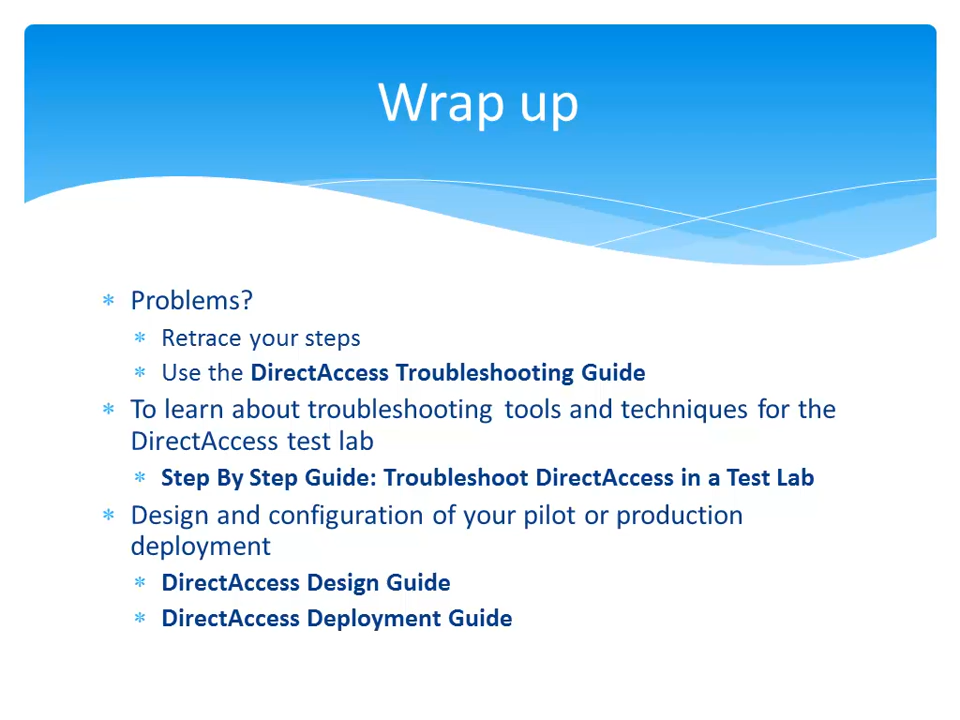 Wrap up
* Problems?
* Retrace your steps
* Use the DirectAccess Troubleshooting Guide
* To learn about troubleshooting tools and techniques for the
DirectAccess test lab
* Step By Step Guide: Troubleshoot DirectAccess in a Test Lab
* Design and configuration of your pilot or production
deployment
* DirectAccess Design Guide
* DirectAccess Deployment Guide